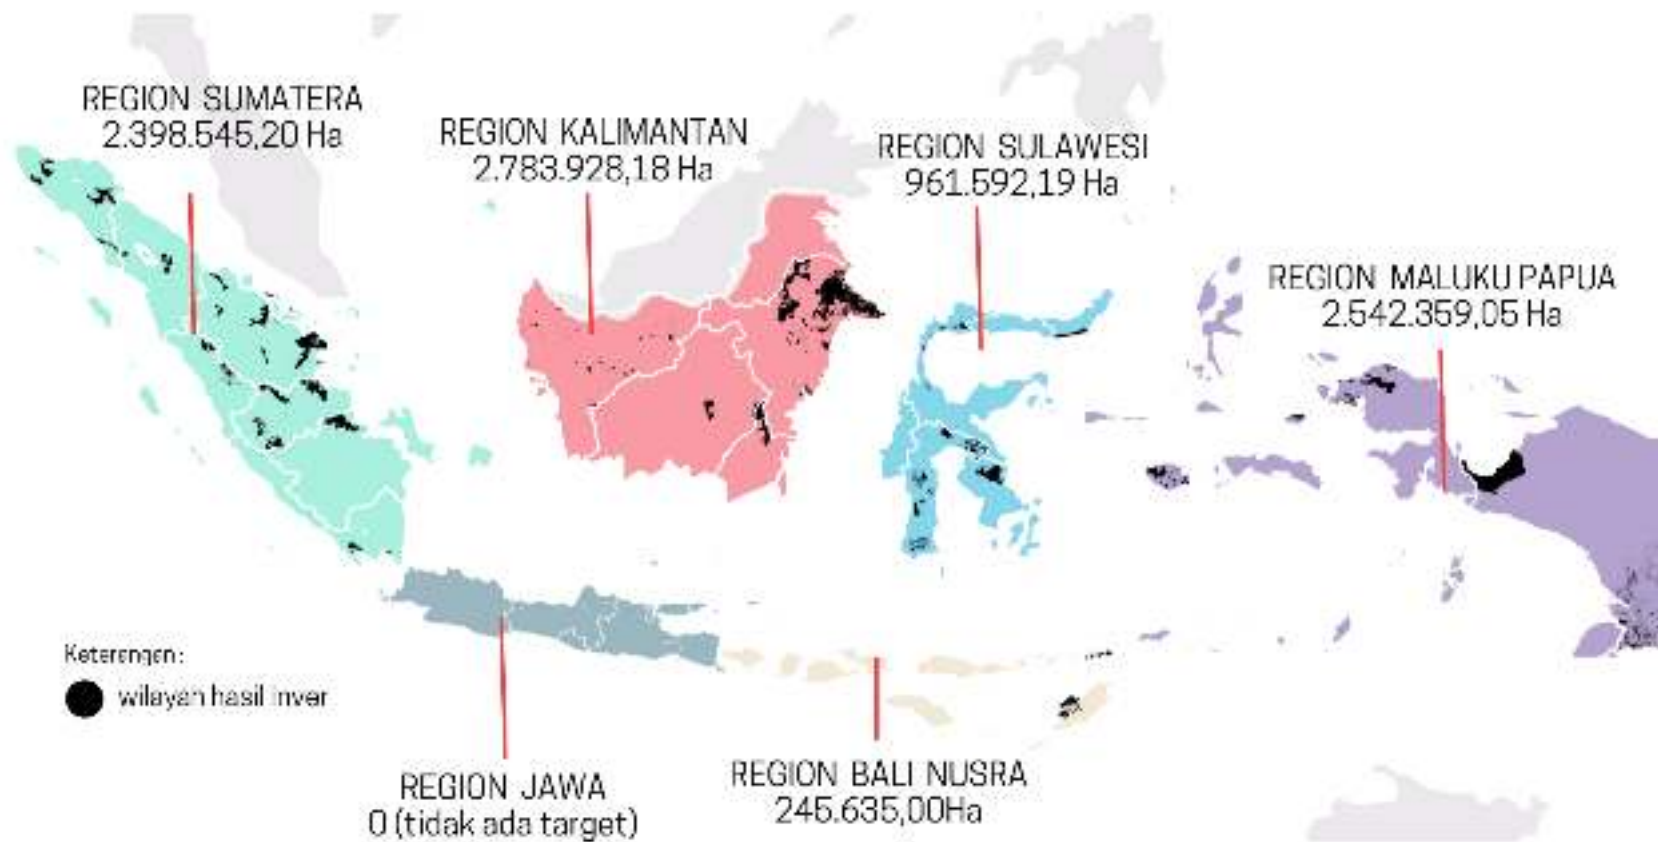 REGION SUMATERA
2.398.545,20 Ha
REGION KALIMANTAN
2.783.928,18 Ha
REGION SULAWESI
961.592,19 Ha
REGION MALUKU PAPUA
2.542.359,05 Ha
Keterangan:
wilayah hasil inver
REGION JAWA
0 (tidak ada target)
REGION BALI NUSRA
245.635,00Ha